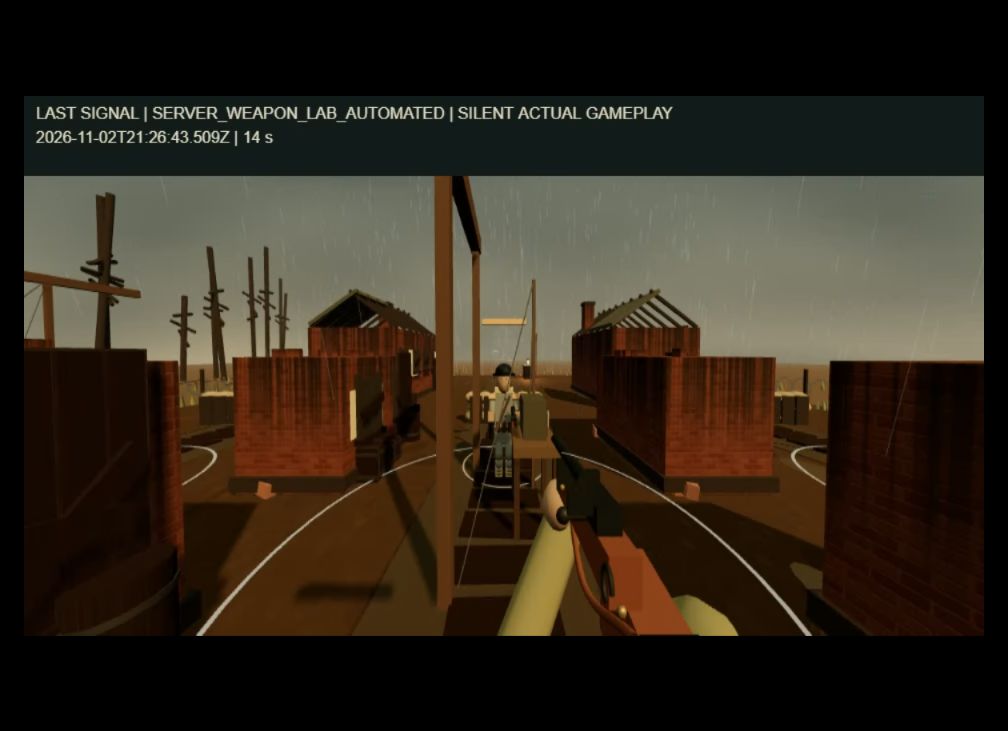 LAST SIGNAL | SERVER_WEAPON_LAB_AUTOMATED | SILENT ACTUAL GAMEPLAY
2026-11-02T21:26:43.509Z | 14 s